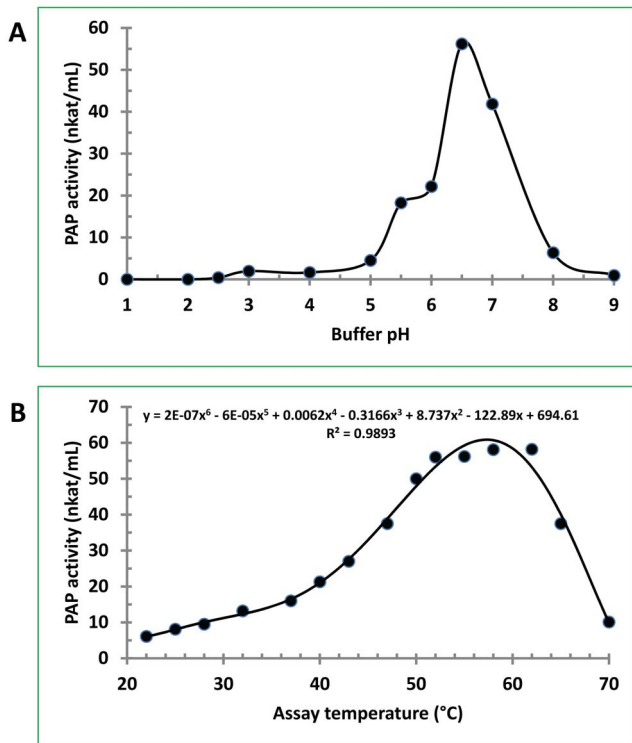 A
60
50
40
30
20
10
0
PAP activity (nkat/mL)
1 2 3 4 5 6 7 8 9
Buffer pH
B
y = 2E-07x⁶ - 6E-05x⁵ + 0.0062x⁴ - 0.3166x³ + 8.737x² - 122.89x + 694.61
R² = 0.9893
70
60
50
40
30
20
10
0
PAP activity (nkat/mL)
20 30 40 50 60 70
Assay temperature (°C)